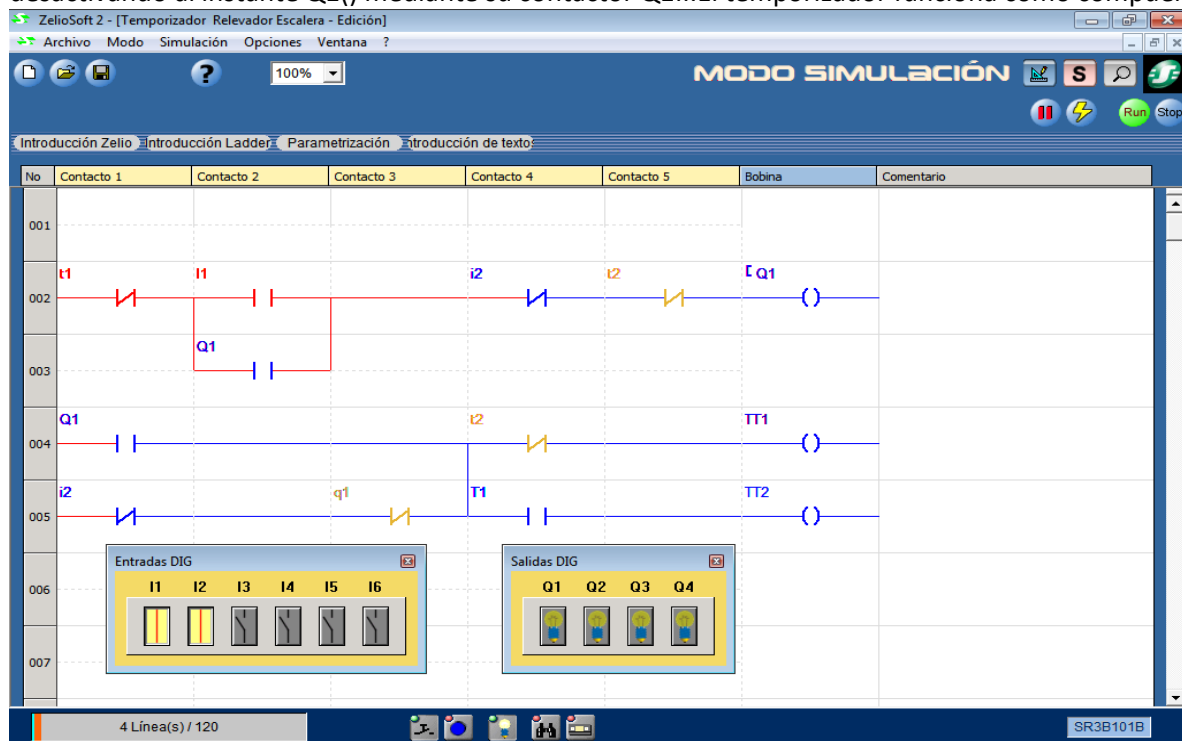 ZelioSoft 2 - [Temporizador Relevador Escalera - Edición]
Archivo Modo Simulación Opciones Ventana ?
? 100% MODO SIMULACIÓN S
Run Stop
Introducción Zelio Introducción Ladder Parametrización ntroducción de texto
No Contacto 1 Contacto 2 Contacto 3 Contacto 4 Contacto 5 Bobina Comentario
001
t1 I1 i2 t2 [ Q1
002
Q1
003
Q1 t2 TT1
004
i2 q1 T1 TT2
005
Entradas DIG Salidas DIG
006
I1 I2 I3 I4 I5 I6 Q1 Q2 Q3 Q4
007
4 Línea(s) / 120 SR3B101B